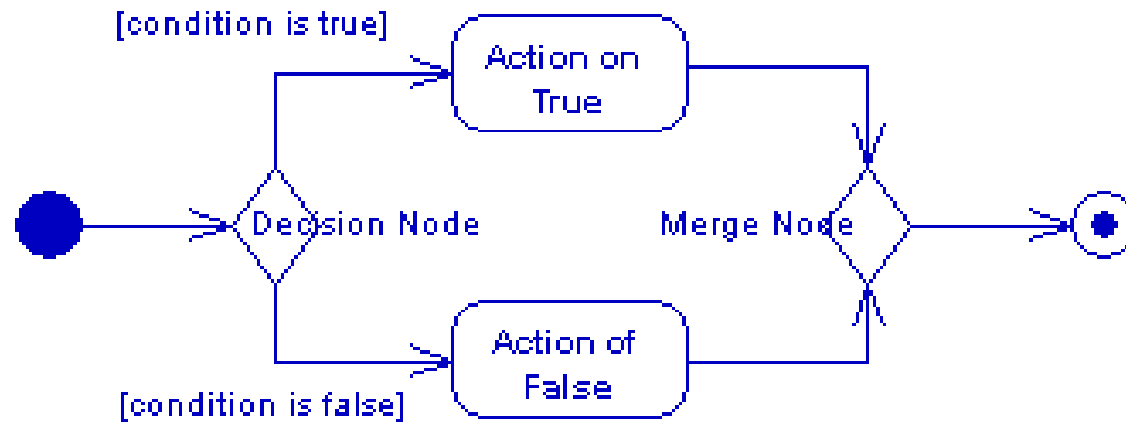 [condition is true]
Action on
True
Decision Node
Merge Node
Action of
False
[condition is false]